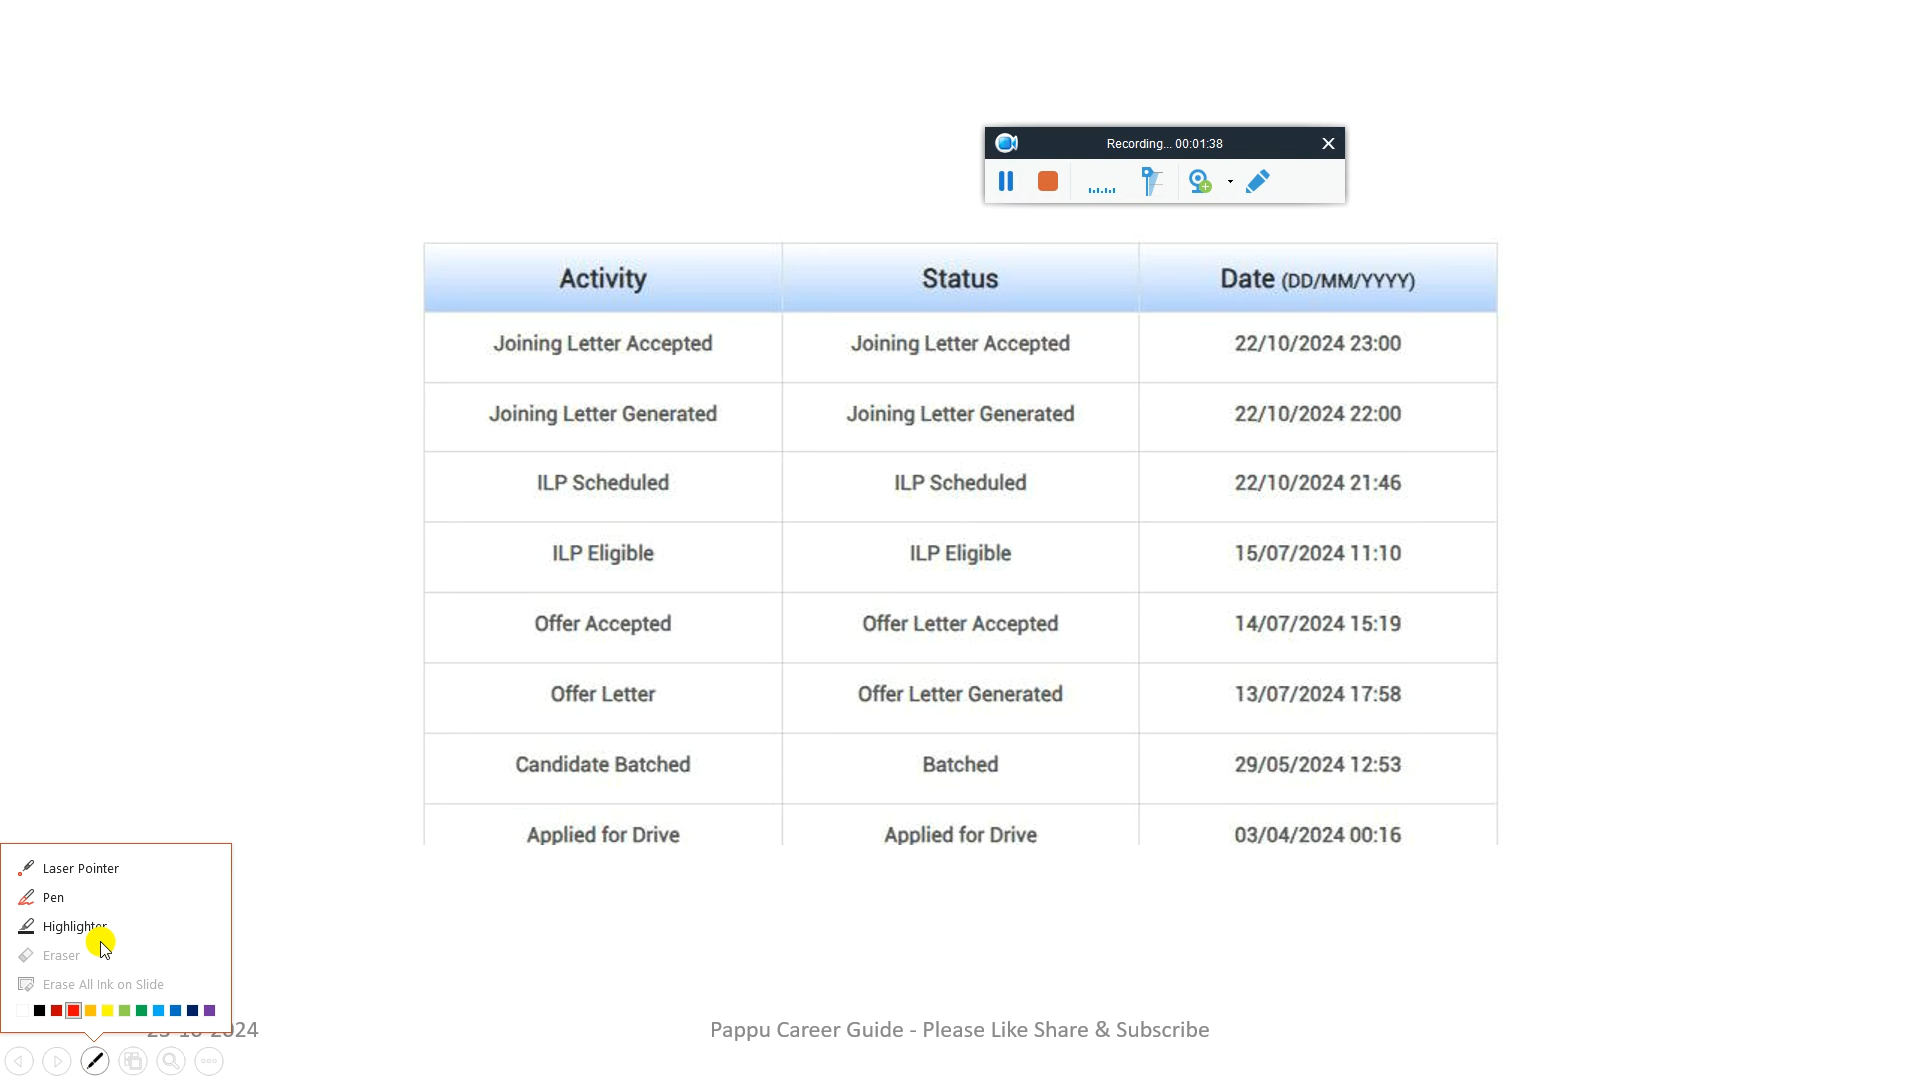 Recording... 00:01:38
Activity Status Date (DD/MM/YYYY)
Joining Letter Accepted Joining Letter Accepted 22/10/2024 23:00
Joining Letter Generated Joining Letter Generated 22/10/2024 22:00
ILP Scheduled ILP Scheduled 22/10/2024 21:46
ILP Eligible ILP Eligible 15/07/2024 11:10
Offer Accepted Offer Letter Accepted 14/07/2024 15:19
Offer Letter Offer Letter Generated 13/07/2024 17:58
Candidate Batched Batched 29/05/2024 12:53
Applied for Drive Applied for Drive 03/04/2024 00:16
Laser Pointer
Pen
Highlighter
Eraser
Erase All Ink on Slide
23-10-2024 Pappu Career Guide - Please Like Share & Subscribe